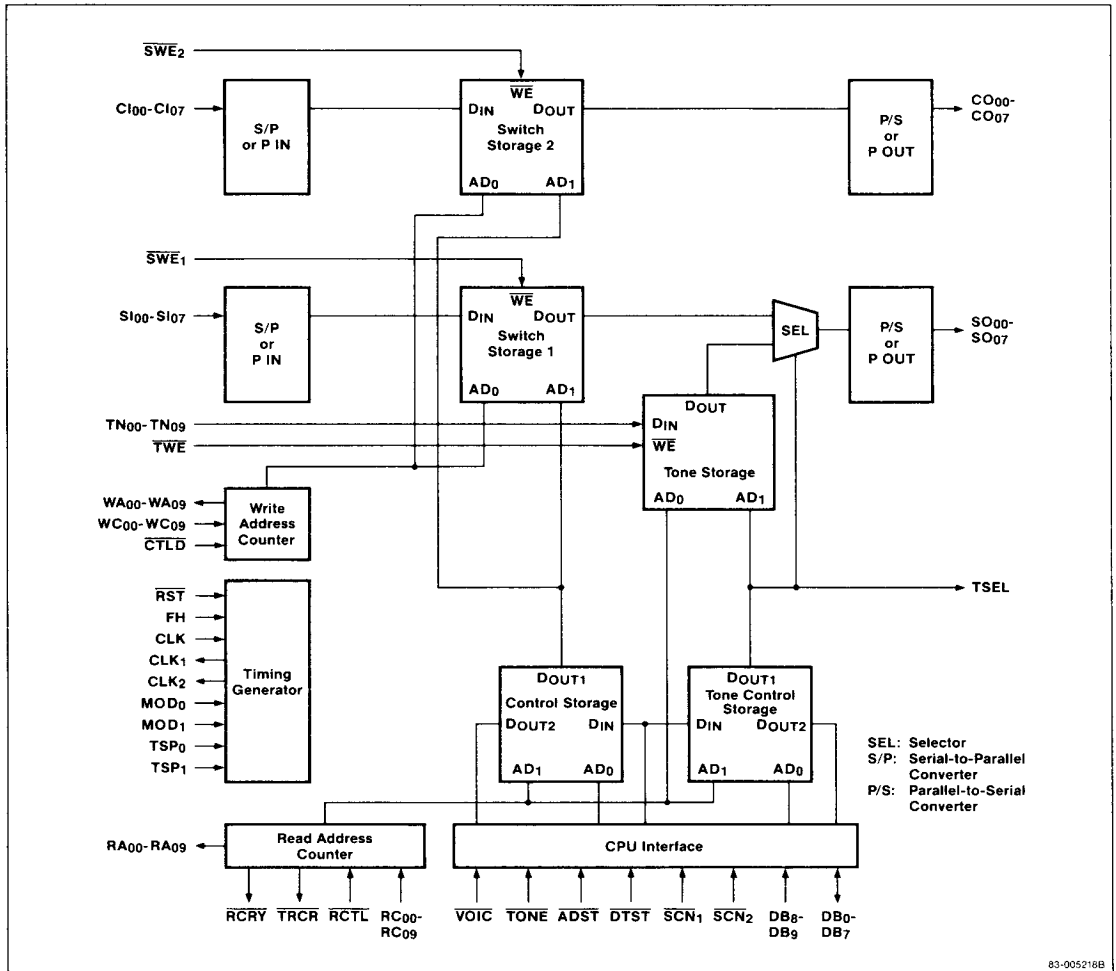 SWE2
CI00-CI07
S/P
or P IN
WE
DIN
DOUT
Switch
Storage 2
AD0
AD1
P/S
or
P OUT
CO00-
CO07
SWE1
SI00-SI07
S/P
or
P IN
WE
DIN
DOUT
Switch
Storage 1
AD0
AD1
SEL
P/S
or
P OUT
SO00-
SO07
TN00-TN09
TWE
DOUT
DIN
WE
Tone Storage
AD0
AD1
WA00-WA09
WC00-WC09
CTLD
Write
Address
Counter
RST
FH
CLK
CLK1
CLK2
MOD0
MOD1
TSP0
TSP1
Timing
Generator
TSEL
DOUT1
Control Storage
DOUT2
DIN
AD1
AD0
DOUT1
Tone Control
Storage
DIN
DOUT2
AD1
AD0
SEL: Selector
S/P: Serial-to-Parallel
Converter
P/S: Parallel-to-Serial
Converter
RA00-RA09
Read Address
Counter
CPU Interface
RCRY
TRCR
RCTL
RC00-
RC09
VOIC
TONE
ADST
DTST
SCN1
SCN2
DB8-
DB9
DB0-
DB7
83-005218B